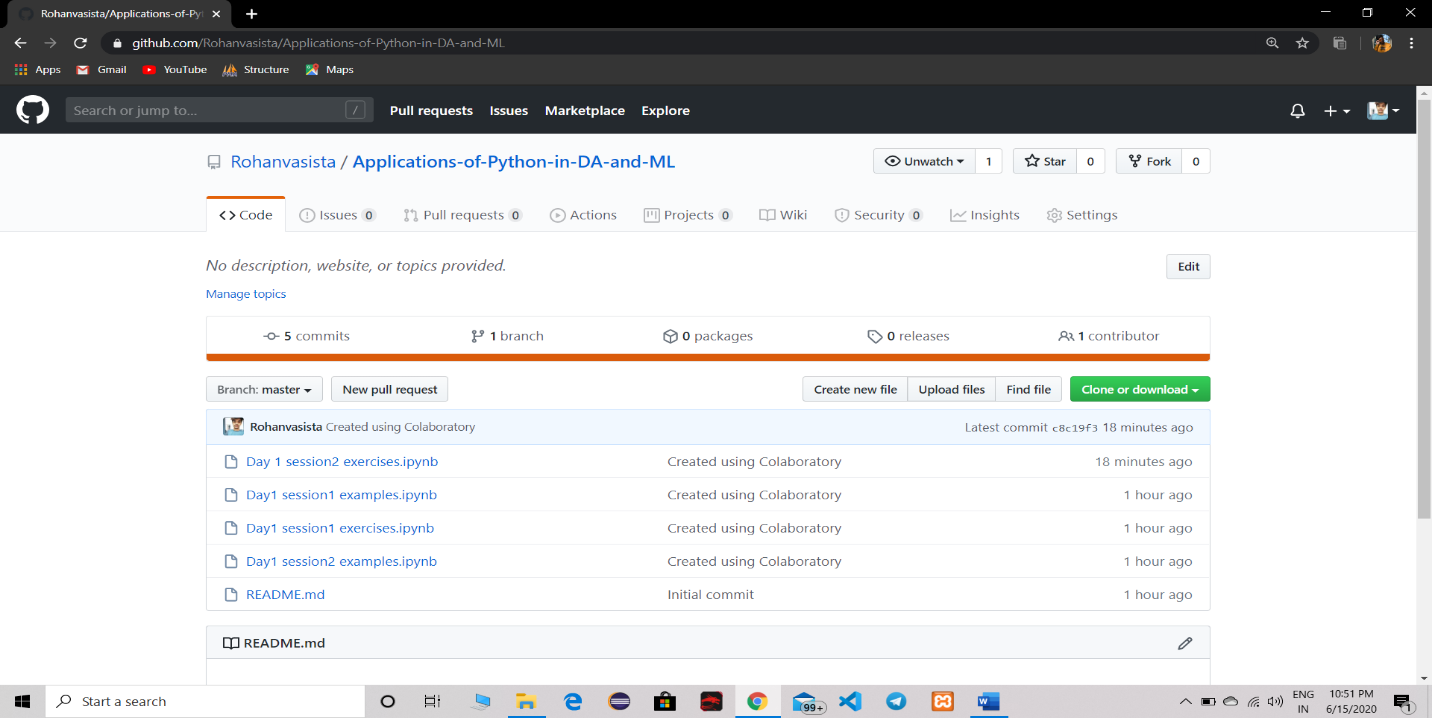 Rohanvasista/Applications-of-Pyt
github.com/Rohanvasista/Applications-of-Python-in-DA-and-ML
Apps Gmail YouTube Structure Maps
Search or jump to... / Pull requests Issues Marketplace Explore
Rohanvasista / Applications-of-Python-in-DA-and-ML Unwatch 1 Star 0 Fork 0
Code Issues 0 Pull requests 0 Actions Projects 0 Wiki Security 0 Insights Settings
No description, website, or topics provided. Edit
Manage topics
5 commits 1 branch 0 packages 0 releases 1 contributor
Branch: master New pull request Create new file Upload files Find file Clone or download
Rohanvasista Created using Colaboratory Latest commit c8c19f3 18 minutes ago
Day 1 session2 exercises.ipynb Created using Colaboratory 18 minutes ago
Day1 session1 examples.ipynb Created using Colaboratory 1 hour ago
Day1 session1 exercises.ipynb Created using Colaboratory 1 hour ago
Day1 session2 examples.ipynb Created using Colaboratory 1 hour ago
README.md Initial commit 1 hour ago
README.md
Start a search 99+ ENG 10:51 PM
IN 6/15/2020 1